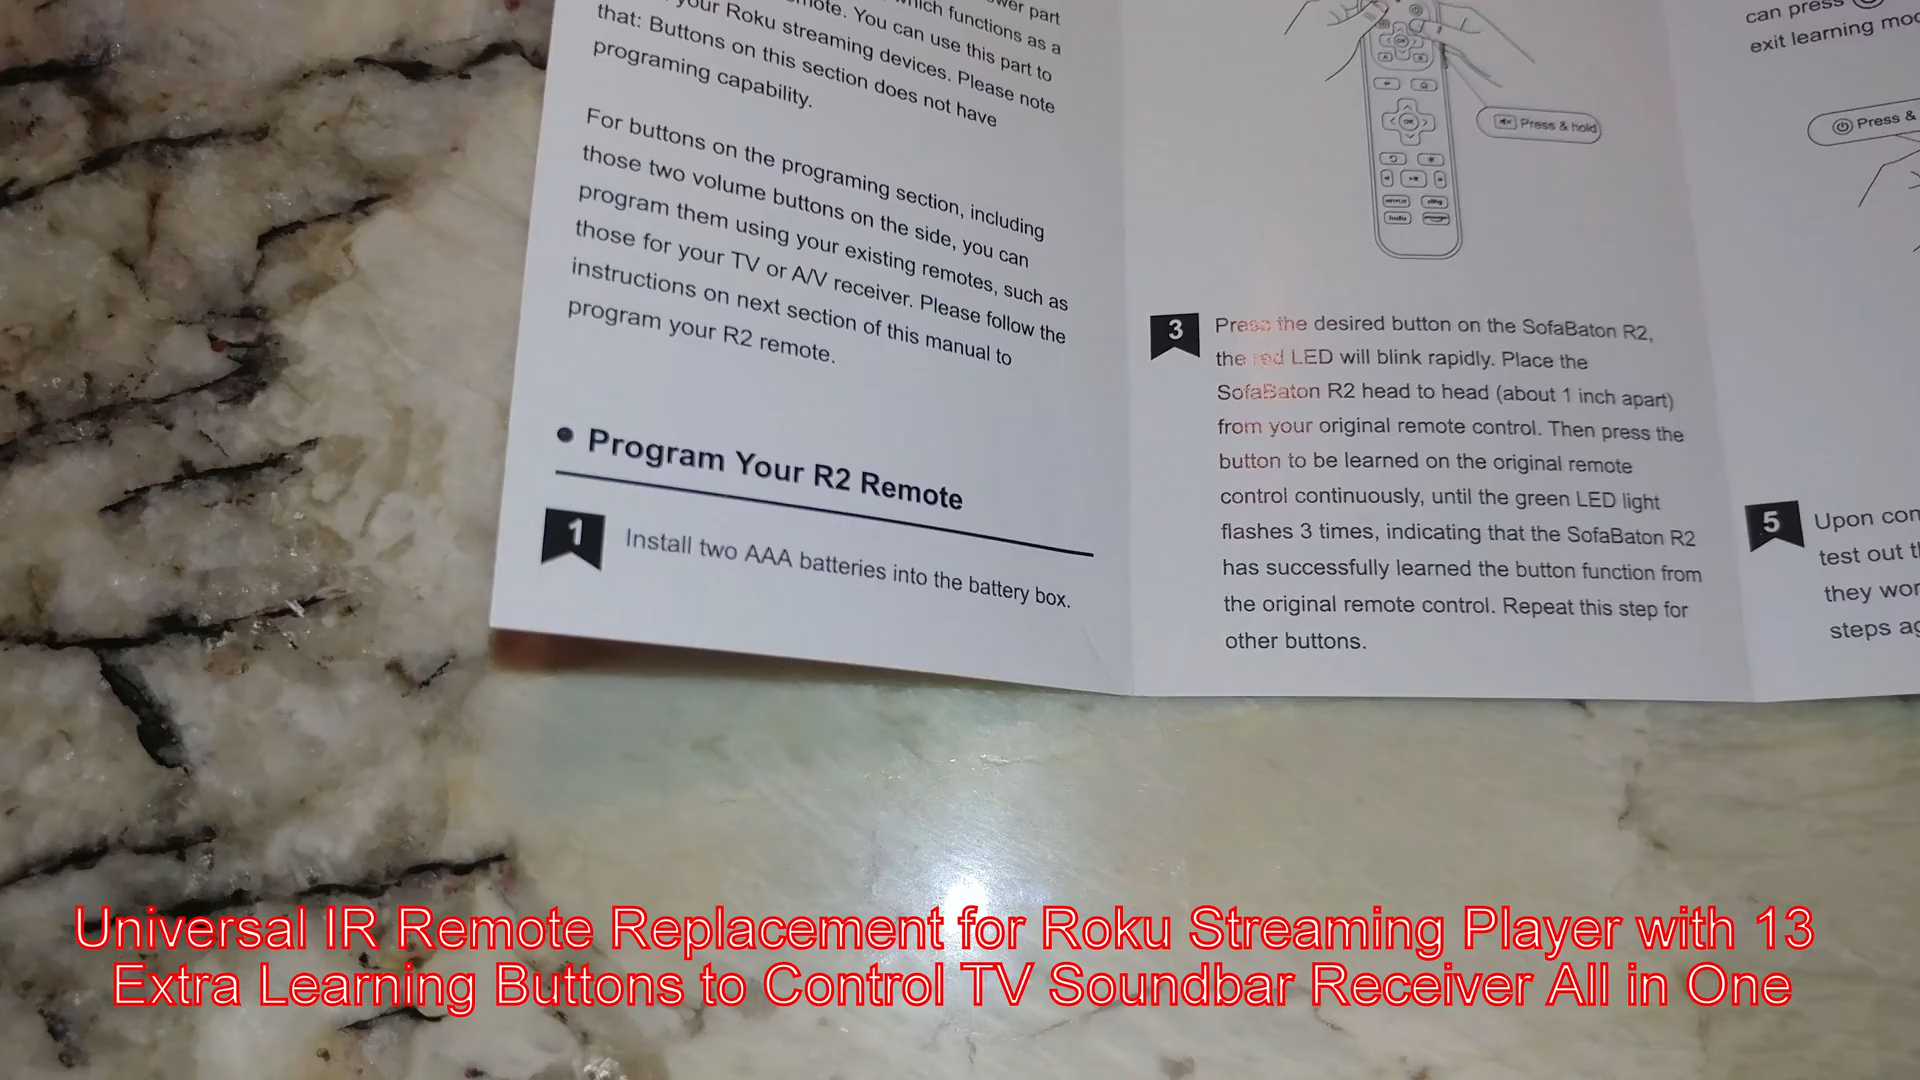 wer part
mote. You can use this part to
which functions as a
your Roku streaming devices. Please note
that: Buttons on this section does not have
programing capability.
For buttons on the programing section, including
those two volume buttons on the side, you can
program them using your existing remotes, such as
those for your TV or A/V receiver. Please follow the
instructions on next section of this manual to
program your R2 remote.
Program Your R2 Remote
1
Install two AAA batteries into the battery box.
OK
OK
Press & hold
3
Press the desired button on the SofaBaton R2,
the red LED will blink rapidly. Place the
SofaBaton R2 head to head (about 1 inch apart)
from your original remote control. Then press the
button to be learned on the original remote
control continuously, until the green LED light
flashes 3 times, indicating that the SofaBaton R2
has successfully learned the button function from
the original remote control. Repeat this step for
other buttons.
can press
exit learning mod
Press &
5
Upon con
test out t
they wor
steps ag
Universal IR Remote Replacement for Roku Streaming Player with 13
Extra Learning Buttons to Control TV Soundbar Receiver All in One